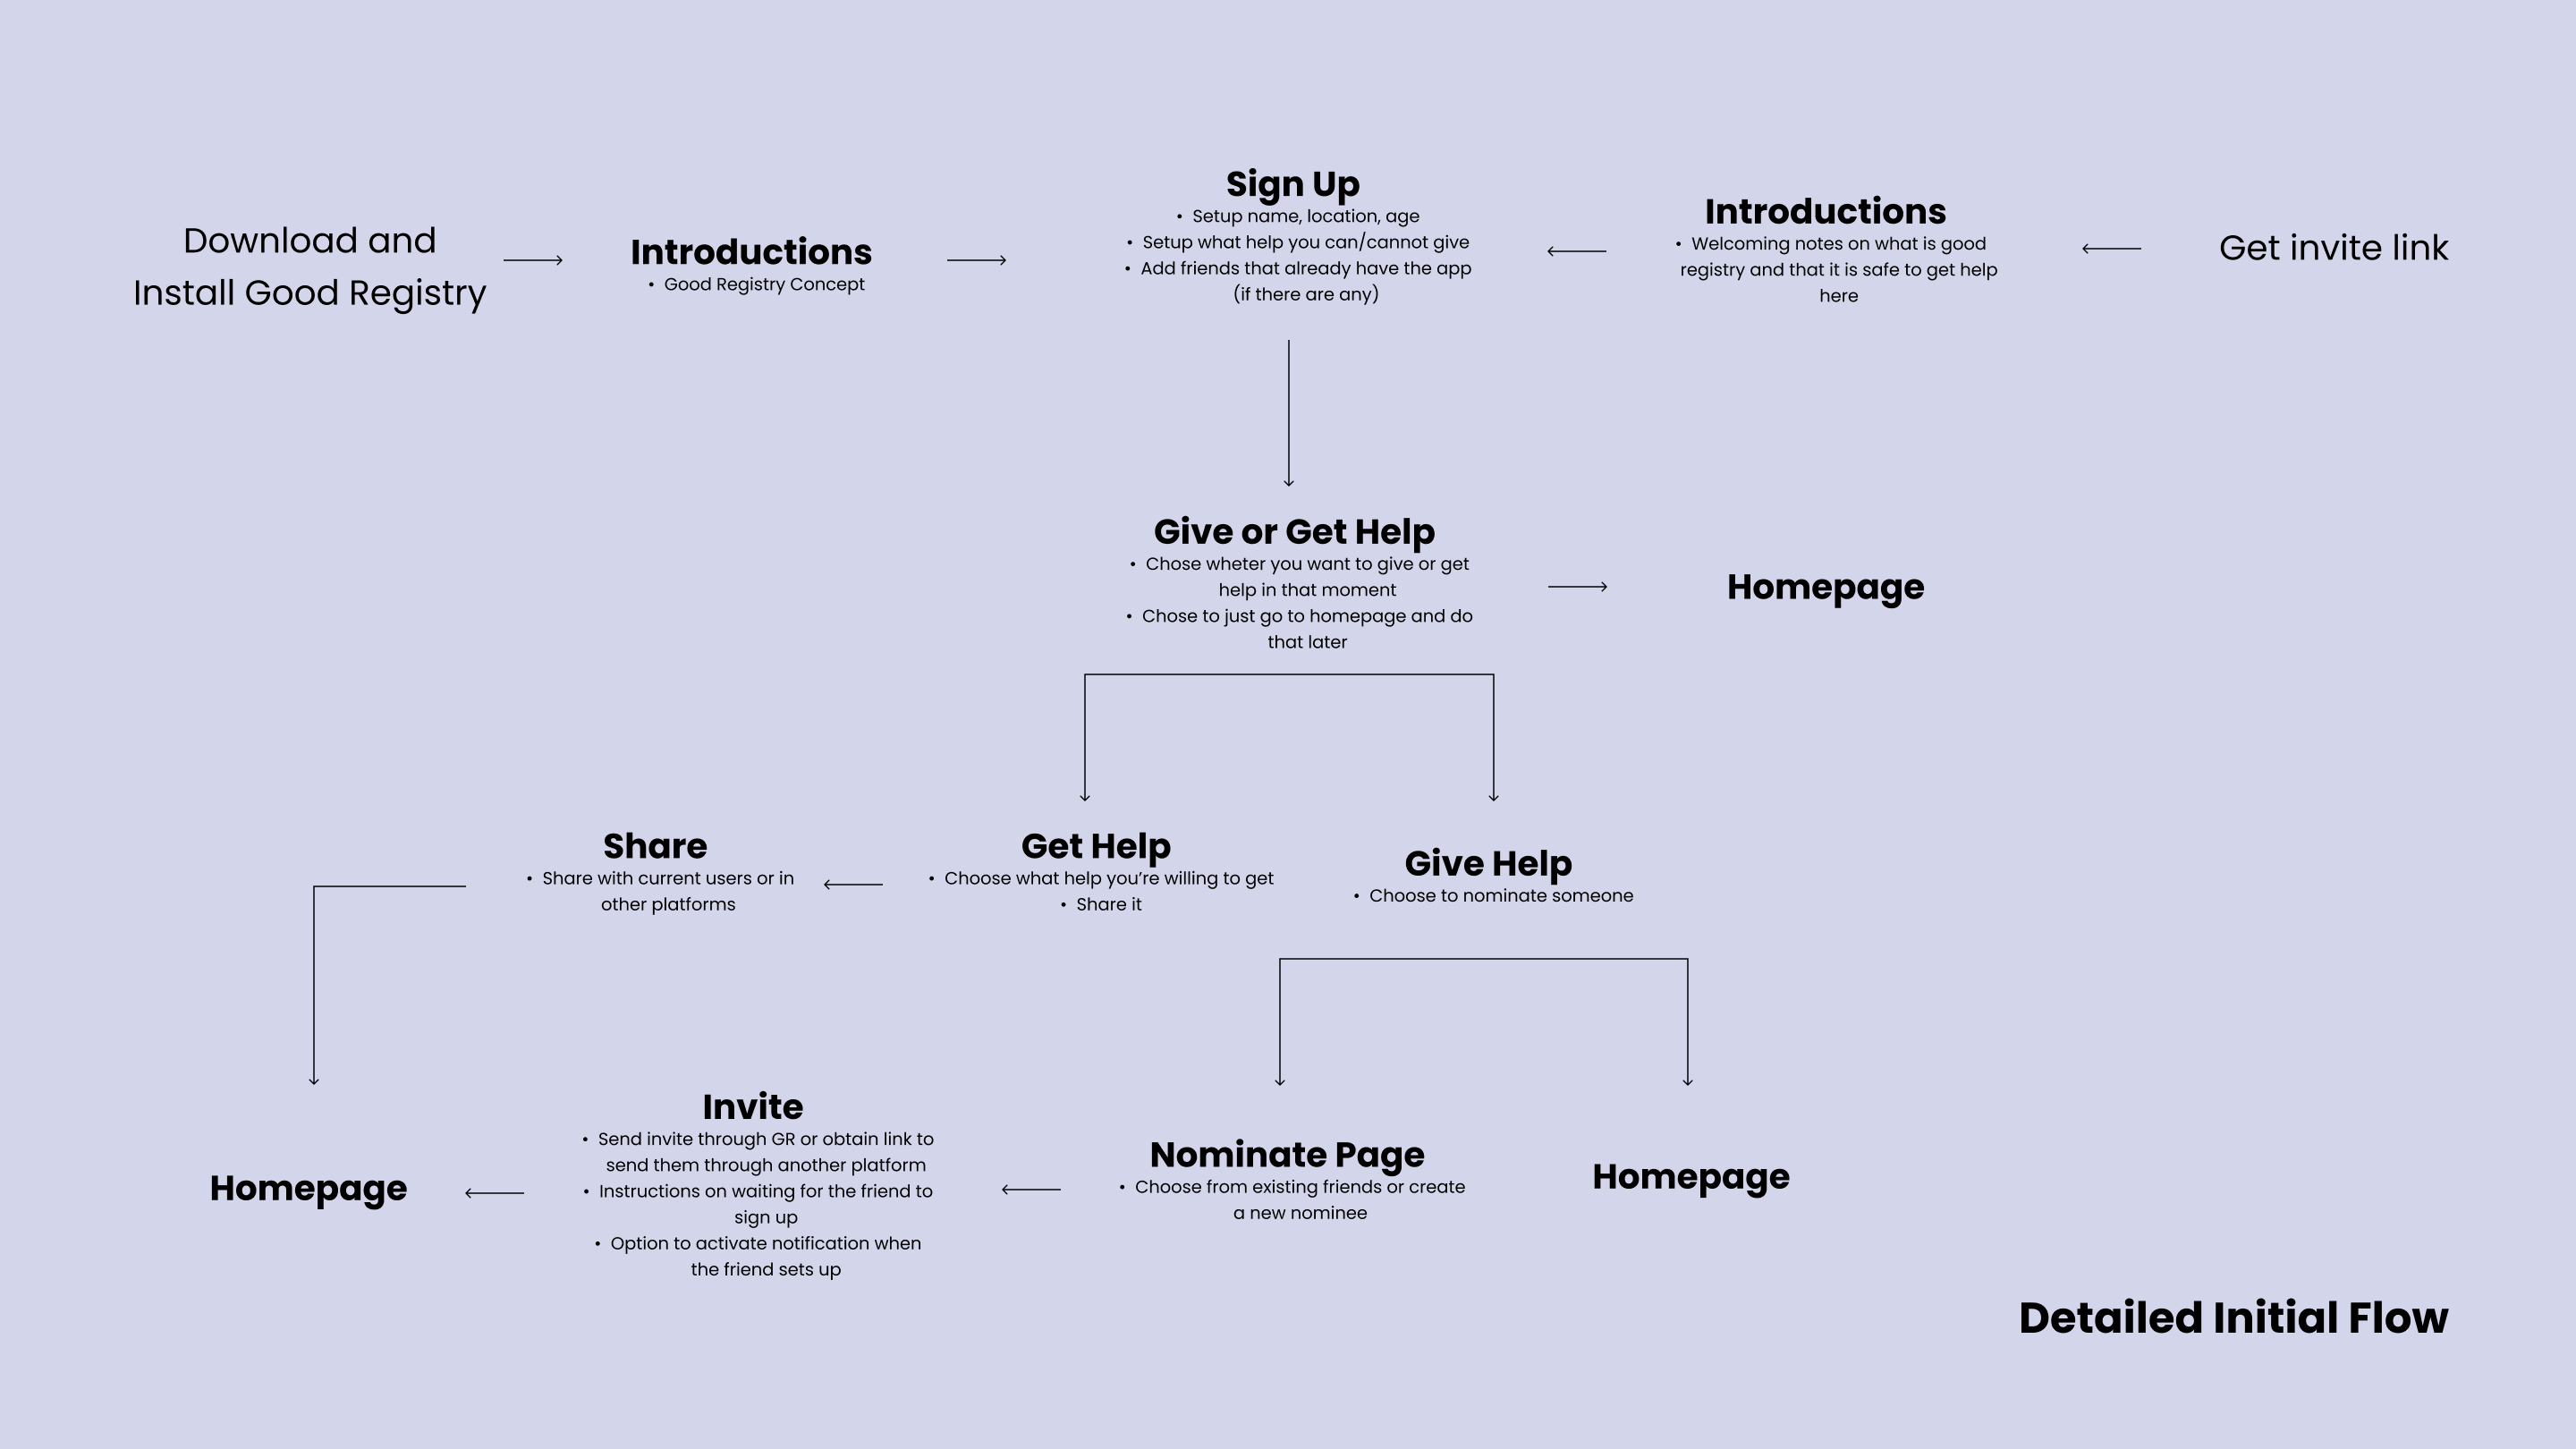 Download and
Install Good Registry
Introductions
• Good Registry Concept
Sign Up
• Setup name, location, age
• Setup what help you can/cannot give
• Add friends that already have the app
(if there are any)
Introductions
• Welcoming notes on what is good
registry and that it is safe to get help
here
Get invite link
Give or Get Help
• Chose wheter you want to give or get
help in that moment
• Chose to just go to homepage and do
that later
Homepage
Share
• Share with current users or in
other platforms
Get Help
• Choose what help you’re willing to get
• Share it
Give Help
• Choose to nominate someone
Homepage
Invite
• Send invite through GR or obtain link to
send them through another platform
• Instructions on waiting for the friend to
sign up
• Option to activate notification when
the friend sets up
Nominate Page
• Choose from existing friends or create
a new nominee
Homepage
Detailed Initial Flow